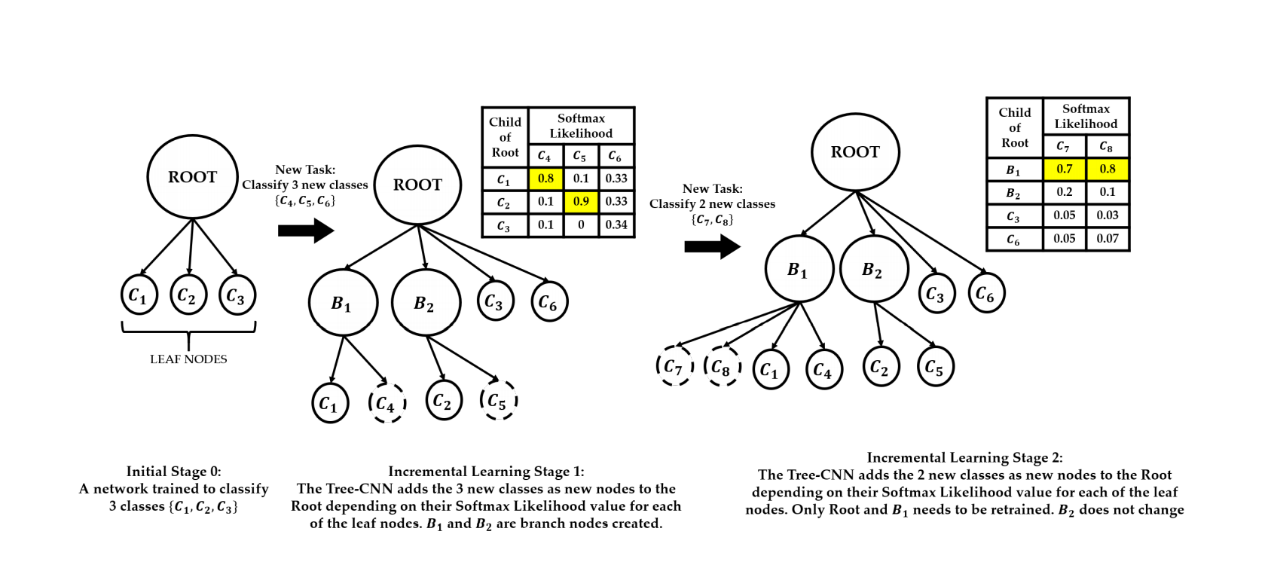 ROOT
C₁ C₂ C₃
LEAF NODES
New Task:
Classify 3 new classes
{C₄, C₅, C₆}
ROOT
B₁ B₂ C₃ C₆
C₁ C₄ C₂ C₅
Child of Root Softmax Likelihood
C₄ C₅ C₆
C₁ 0.8 0.1 0.33
C₂ 0.1 0.9 0.33
C₃ 0.1 0 0.34
New Task:
Classify 2 new classes
{C₇, C₈}
ROOT
B₁ B₂ C₃ C₆
C₇ C₈ C₁ C₄ C₂ C₅
Child of Root Softmax Likelihood
C₇ C₈
B₁ 0.7 0.8
B₂ 0.2 0.1
C₃ 0.05 0.03
C₆ 0.05 0.07
Initial Stage 0:
A network trained to classify
3 classes {C₁, C₂, C₃}
Incremental Learning Stage 1:
The Tree-CNN adds the 3 new classes as new nodes to the
Root depending on their Softmax Likelihood value for each
of the leaf nodes. B₁ and B₂ are branch nodes created.
Incremental Learning Stage 2:
The Tree-CNN adds the 2 new classes as new nodes to the Root
depending on their Softmax Likelihood value for each of the leaf
nodes. Only Root and B₁ needs to be retrained. B₂ does not change